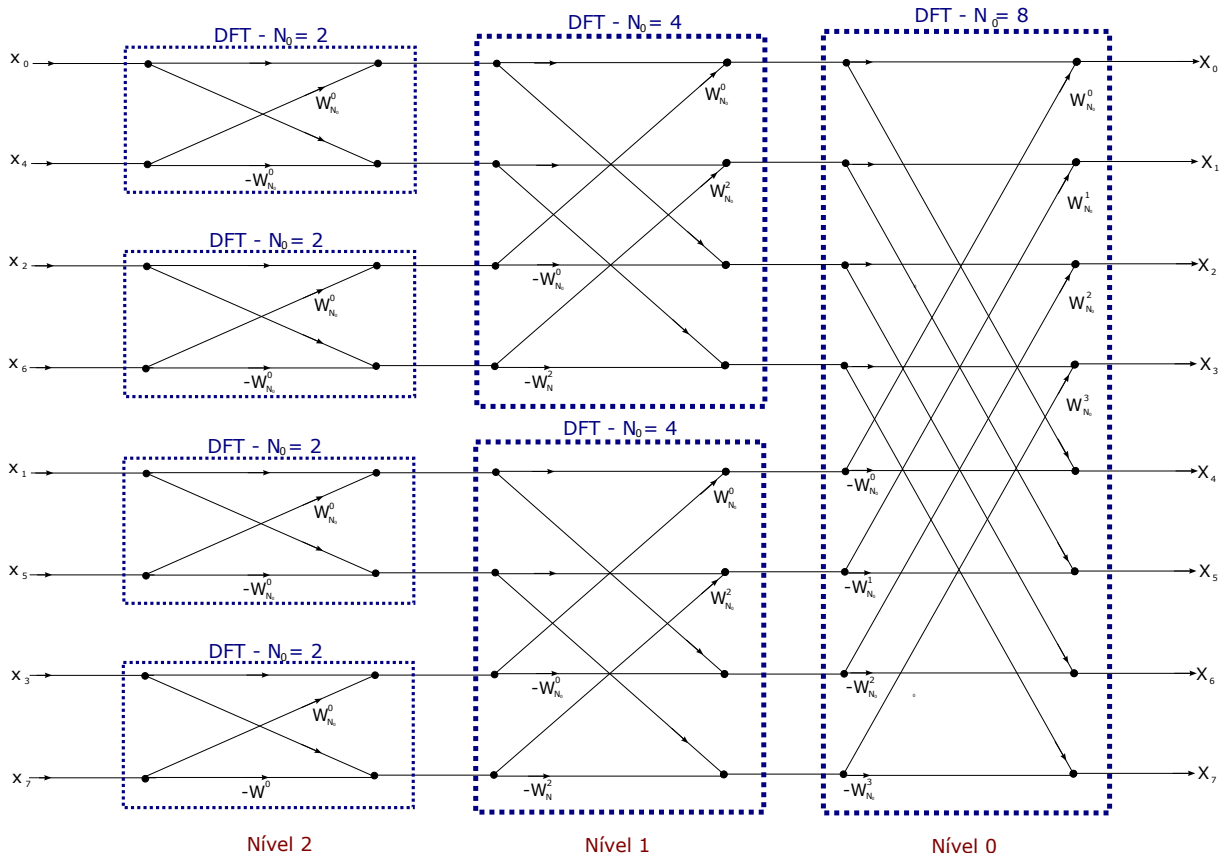 DFT - N₀= 2
DFT - N₀= 4
DFT - N₀= 8
x₀
W⁰N₀
W⁰N₀
W⁰N₀
X₀
x₄
-W⁰N₀
W²N₀
W¹N₀
X₁
DFT - N₀= 2
x₂
W⁰N₀
-W⁰N₀
W²N₀
X₂
x₆
-W⁰N₀
-W²N
W³N₀
X₃
DFT - N₀= 2
DFT - N₀= 4
x₁
W⁰N₀
W⁰N₀
-W⁰N₀
X₄
x₅
-W⁰N₀
W²N₀
-W¹N₀
X₅
DFT - N₀= 2
x₃
W⁰N₀
-W⁰N₀
-W²N₀
X₆
x₇
-W⁰
-W²N
-W³N₀
X₇
Nível 2
Nível 1
Nível 0